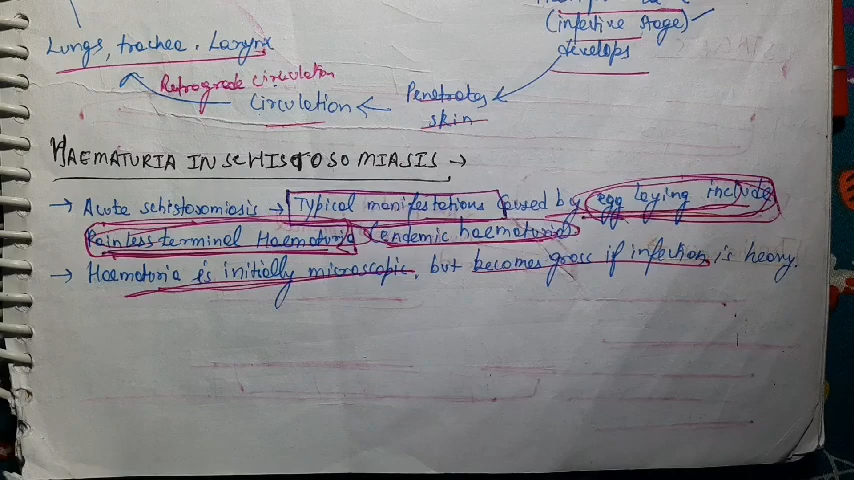 (infective stage)
Lungs, trachea, Larynx
develops
Retrograde circulation
Circulation ← Penetrates
skin
HAEMATURIA IN SCHISTOSOMIASIS →
→ Acute schistosomiasis → Typical manifestations caused by egg laying include
Painless terminal Haematuria (endemic haematuria)
→ Haematuria is initially microscopic, but becomes gross if infection is heavy.